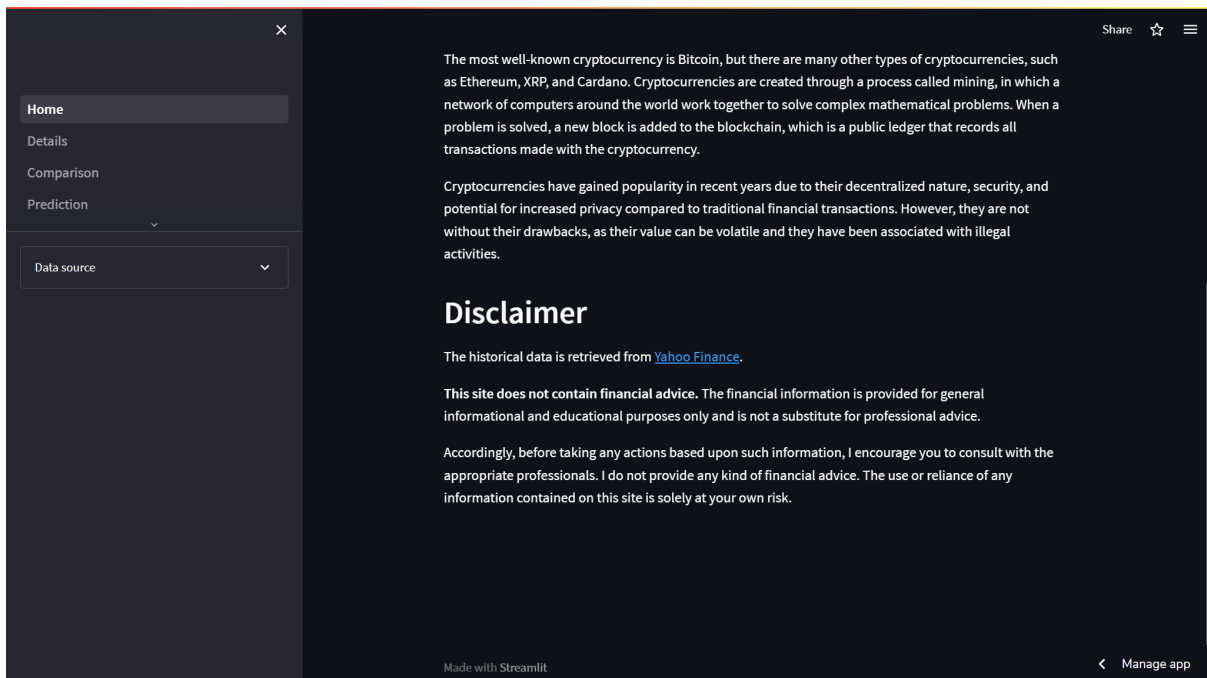 Share
Home
Details
Comparison
Prediction
Data source
The most well-known cryptocurrency is Bitcoin, but there are many other types of cryptocurrencies, such
as Ethereum, XRP, and Cardano. Cryptocurrencies are created through a process called mining, in which a
network of computers around the world work together to solve complex mathematical problems. When a
problem is solved, a new block is added to the blockchain, which is a public ledger that records all
transactions made with the cryptocurrency.
Cryptocurrencies have gained popularity in recent years due to their decentralized nature, security, and
potential for increased privacy compared to traditional financial transactions. However, they are not
without their drawbacks, as their value can be volatile and they have been associated with illegal
activities.
Disclaimer
The historical data is retrieved from Yahoo Finance.
This site does not contain financial advice. The financial information is provided for general
informational and educational purposes only and is not a substitute for professional advice.
Accordingly, before taking any actions based upon such information, I encourage you to consult with the
appropriate professionals. I do not provide any kind of financial advice. The use or reliance of any
information contained on this site is solely at your own risk.
Made with Streamlit
Manage app